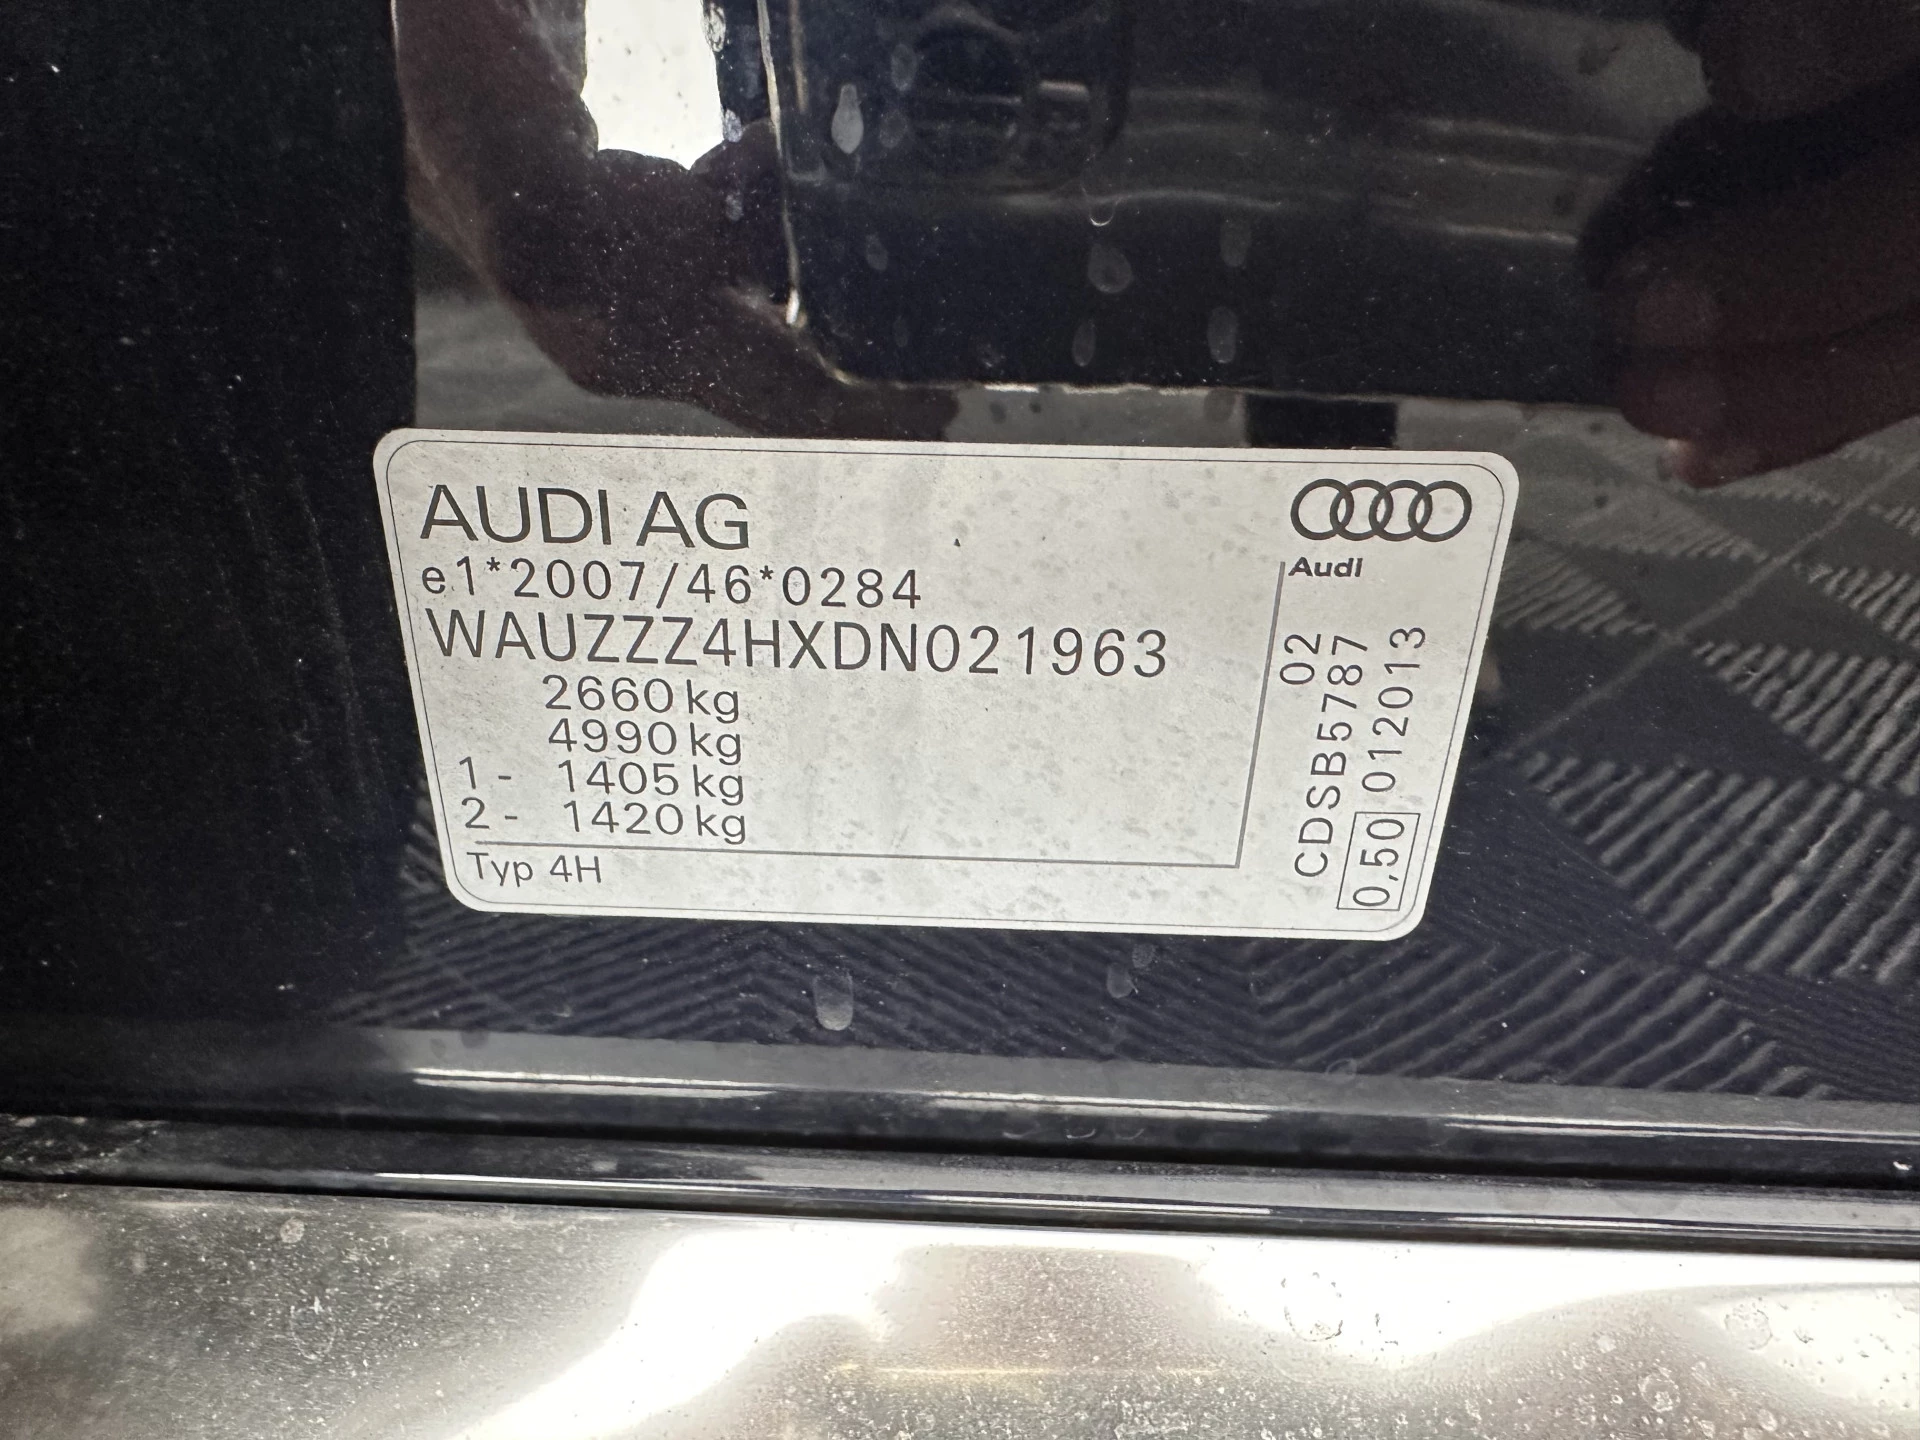 AUDI AG
e1*2007/46*0284
WAUZZZ4HXDN021963
2660 kg
4990 kg
1- 1405 kg
2- 1420 kg
Typ 4H
Audi
02
CDSB5787
0,50 012013